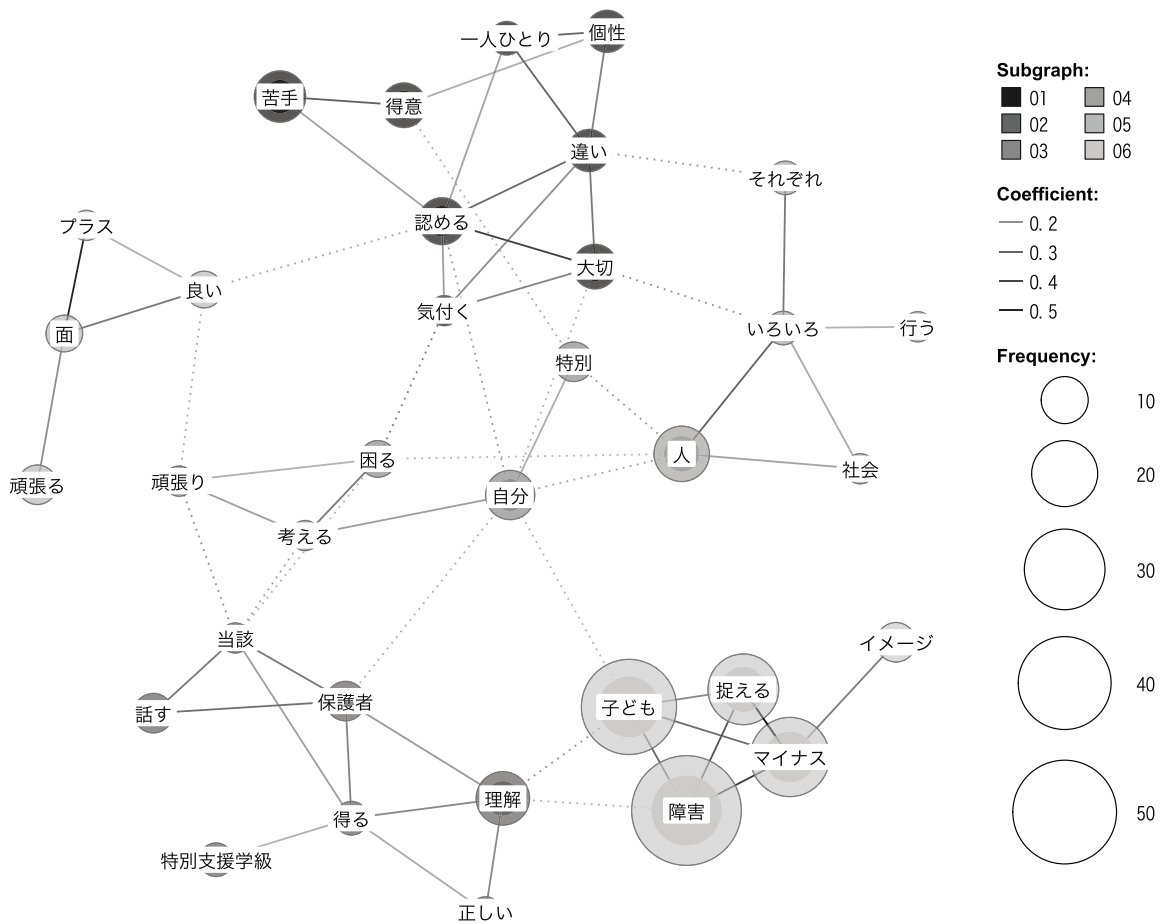 一人ひとり
個性
苦手
得意
違い
それぞれ
プラス
認める
大切
良い
気付く
面
いろいろ
行う
特別
頑張る
頑張り
困る
人
社会
自分
考える
当該
イメージ
話す
保護者
子ども
捉える
マイナス
理解
障害
得る
特別支援学級
正しい
Subgraph:
01 04
02 05
03 06
Coefficient:
0. 2
0. 3
0. 4
0. 5
Frequency:
10
20
30
40
50